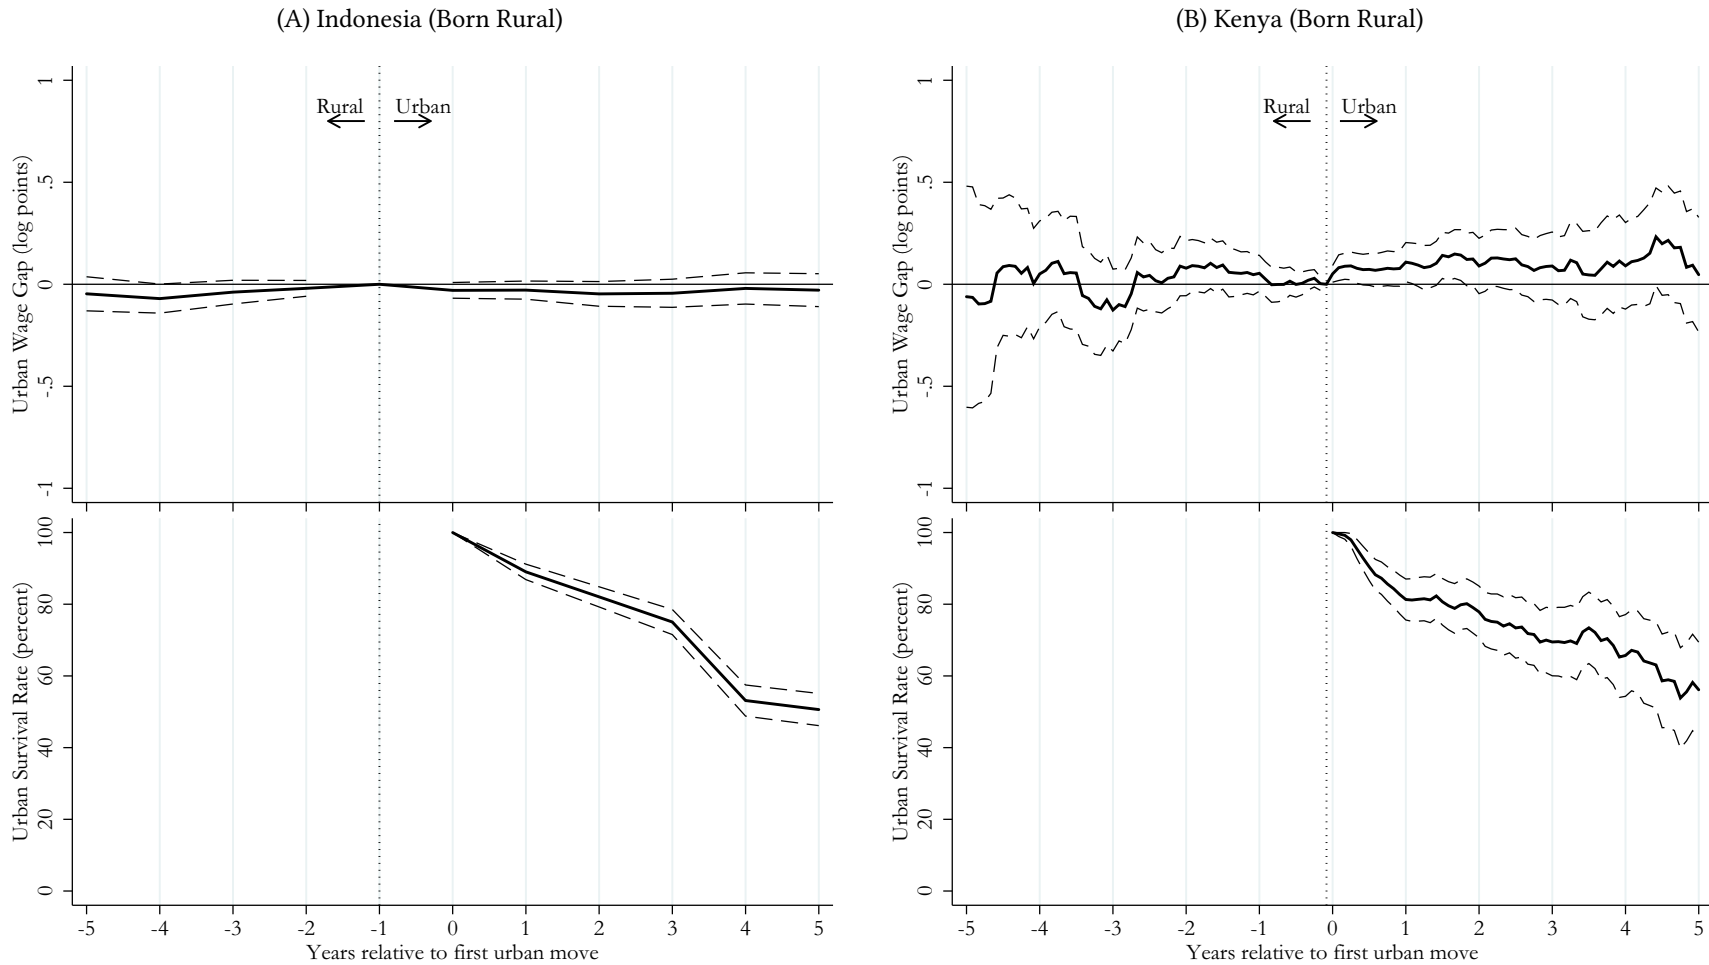 (A) Indonesia (Born Rural)
Urban Wage Gap (log points)
1
.5
0
-.5
-1
Rural
Urban
Urban Survival Rate (percent)
100
80
60
40
20
0
-5 -4 -3 -2 -1 0 1 2 3 4 5
Years relative to first urban move
(B) Kenya (Born Rural)
Urban Wage Gap (log points)
1
.5
0
-.5
-1
Rural
Urban
Urban Survival Rate (percent)
100
80
60
40
20
0
-5 -4 -3 -2 -1 0 1 2 3 4 5
Years relative to first urban move